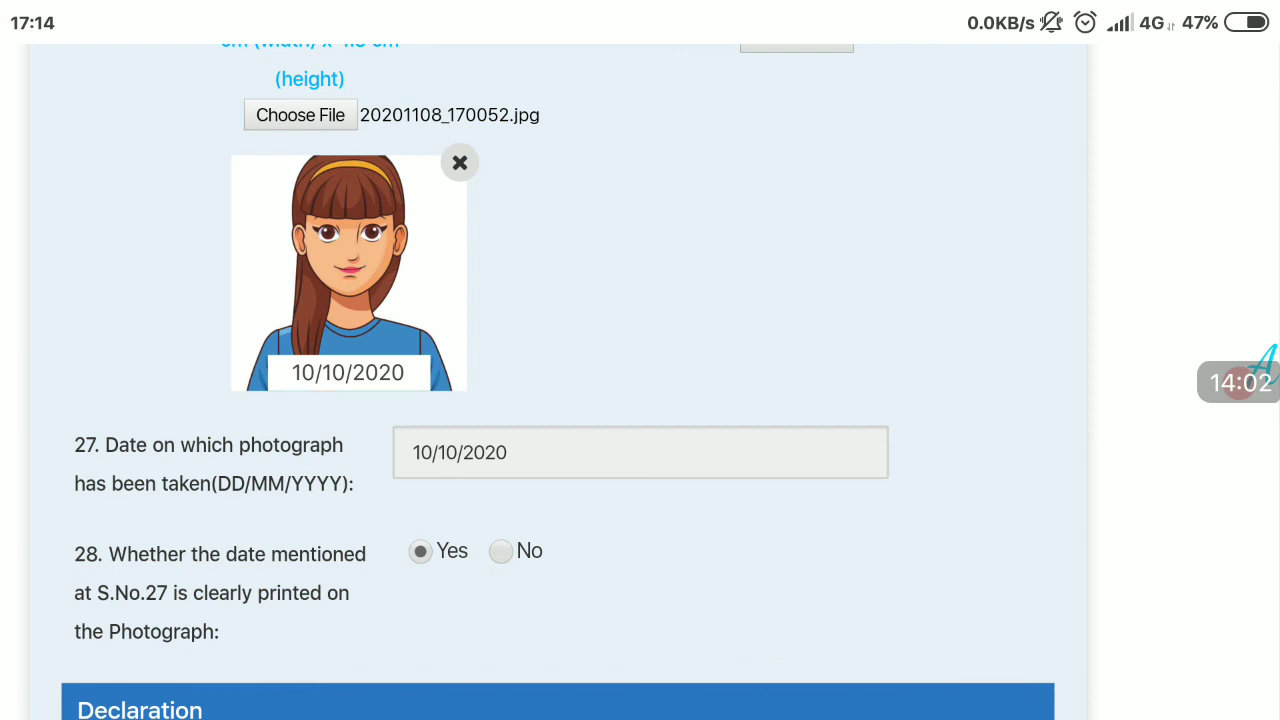 17:14 0.0KB/s 4G 47%
(height)
Choose File 20201108_170052.jpg
10/10/2020
27. Date on which photograph
has been taken(DD/MM/YYYY):
10/10/2020
28. Whether the date mentioned
at S.No.27 is clearly printed on
the Photograph:
Yes No
14:02
Declaration